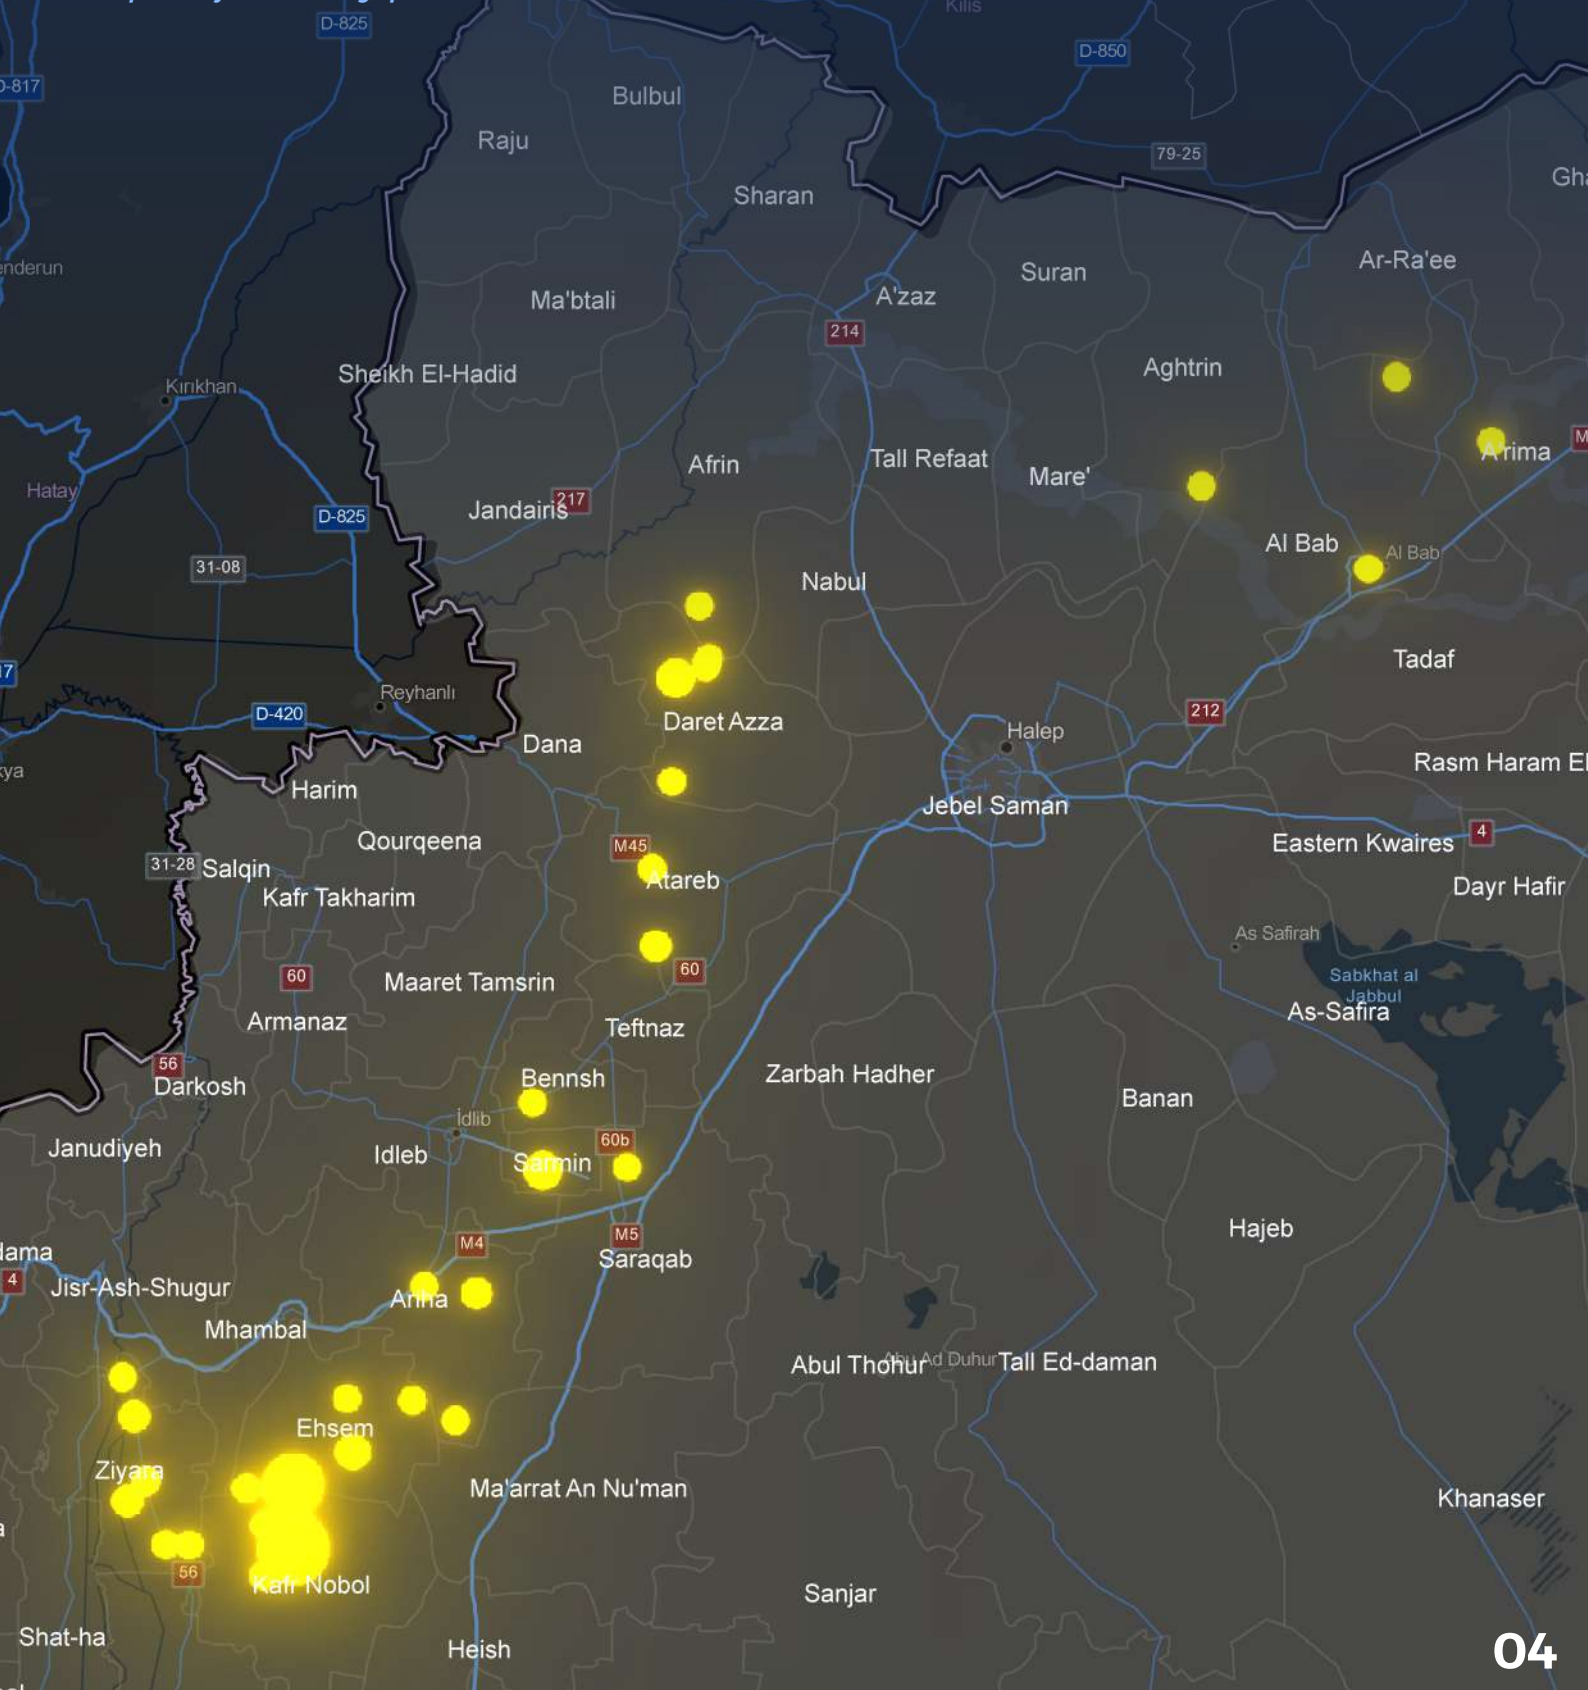 D-825
Kilis
D-850
D-817
Bulbul
Raju
79-25
Sharan
Ar-Ra'ee
Suran
A'zaz
Ma'btali
214
Aghtrin
Sheikh El-Hadid
Kırıkhan
A'rima
Tall Refaat
Afrin
Mare'
Hatay
217
Jandairis
D-825
Al Bab
Al Bab
31-08
Nabul
Tadaf
Reyhanlı
D-420
212
Daret Azza
Halep
Dana
Rasm Haram
Harim
Jebel Saman
4
Qourqeena
M45
Eastern Kwaires
31-28
Salqin
Atareb
Dayr Hafir
Kafr Takharim
As Safirah
60
60
Sabkhat al
Jabbul
Maaret Tamsrin
As-Safira
Armanaz
Teftnaz
56
Zarbah Hadher
Bennsh
Darkosh
Banan
İdlib
60b
Janudiyeh
Idleb
Sarmin
Hajeb
M5
M4
Saraqab
4
Jisr-Ash-Shugur
Ariha
Mhambal
Abul Thohur
Abu Ad Duhur
Tall Ed-daman
Ehsem
Ziyara
Ma'arrat An Nu'man
Khanaser
56
Kafr Nobol
Sanjar
Shat-ha
Heish
04